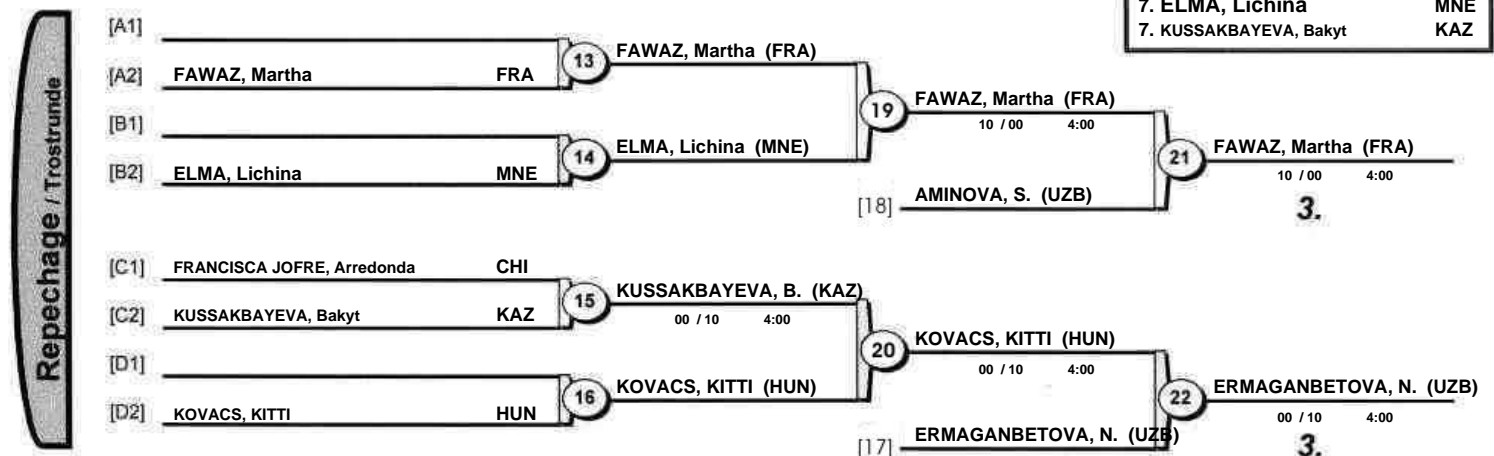 7. ELMA, Lichina MNE
7. KUSSAKBAYEVA, Bakyt KAZ
Repechage / Trostrunde
[A1]
[A2] FAWAZ, Martha FRA
13 FAWAZ, Martha (FRA)
[B1]
[B2] ELMA, Lichina MNE
14 ELMA, Lichina (MNE)
19 FAWAZ, Martha (FRA)
10 / 00 4:00
[18] AMINOVA, S. (UZB)
21 FAWAZ, Martha (FRA)
10 / 00 4:00
3.
[C1] FRANCISCA JOFRE, Arredonda CHI
[C2] KUSSAKBAYEVA, Bakyt KAZ
15 KUSSAKBAYEVA, B. (KAZ)
00 / 10 4:00
[D1]
[D2] KOVACS, KITTI HUN
16 KOVACS, KITTI (HUN)
20 KOVACS, KITTI (HUN)
00 / 10 4:00
[17] ERMAGANBETOVA, N. (UZB)
22 ERMAGANBETOVA, N. (UZB)
00 / 10 4:00
3.